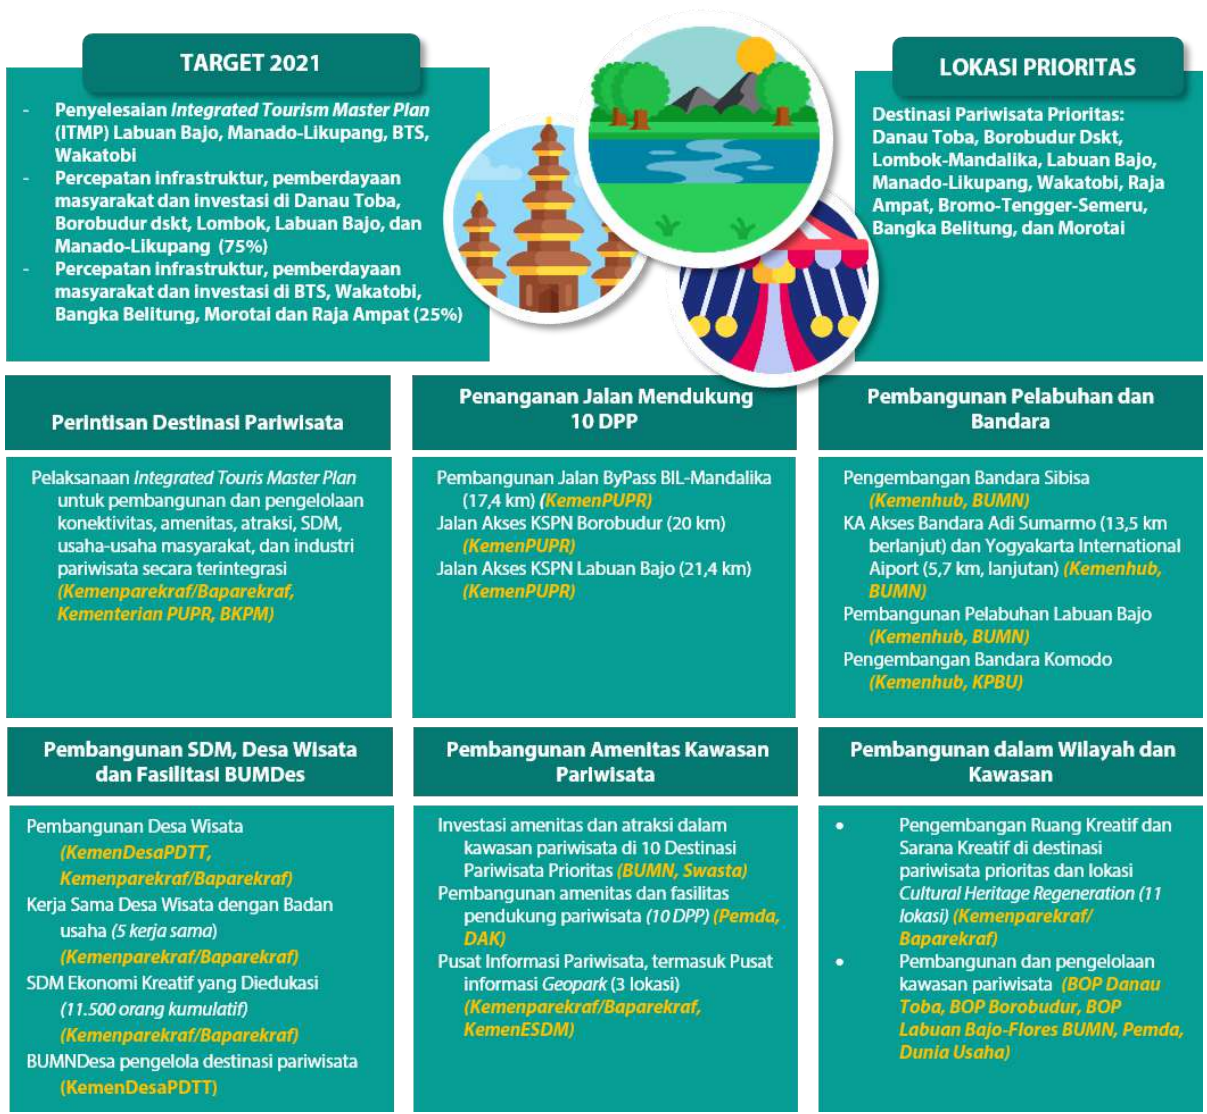 TARGET 2021
- Penyelesaian Integrated Tourism Master Plan
(ITMP) Labuan Bajo, Manado-Likupang, BTS,
Wakatobi
- Percepatan infrastruktur, pemberdayaan
masyarakat dan investasi di Danau Toba,
Borobudur dskt, Lombok, Labuan Bajo, dan
Manado-Likupang (75%)
- Percepatan infrastruktur, pemberdayaan
masyarakat dan investasi di BTS, Wakatobi,
Bangka Belitung, Morotai dan Raja Ampat (25%)
LOKASI PRIORITAS
Destinasi Pariwisata Prioritas:
Danau Toba, Borobudur Dskt,
Lombok-Mandalika, Labuan Bajo,
Manado-Likupang, Wakatobi, Raja
Ampat, Bromo-Tengger-Semeru,
Bangka Belitung, dan Morotai
Perintisan Destinasi Pariwisata
Pelaksanaan Integrated Touris Master Plan
untuk pembangunan dan pengelolaan
konektivitas, amenitas, atraksi, SDM,
usaha-usaha masyarakat, dan industri
pariwisata secara terintegrasi
(Kemenparekraf/Baparekraf,
Kementerian PUPR, BKPM)
Penanganan Jalan Mendukung
10 DPP
Pembangunan Jalan ByPass BIL-Mandalika
(17,4 km) (KemenPUPR)
Jalan Akses KSPN Borobudur (20 km)
(KemenPUPR)
Jalan Akses KSPN Labuan Bajo (21,4 km)
(KemenPUPR)
Pembangunan Pelabuhan dan
Bandara
Pengembangan Bandara Sibisa
(Kemenhub, BUMN)
KA Akses Bandara Adi Sumarmo (13,5 km
berlanjut) dan Yogyakarta International
Aiport (5,7 km, lanjutan) (Kemenhub,
BUMN)
Pembangunan Pelabuhan Labuan Bajo
(Kemenhub, BUMN)
Pengembangan Bandara Komodo
(Kemenhub, KPBU)
Pembangunan SDM, Desa Wisata
dan Fasilitasi BUMDes
Pembangunan Desa Wisata
(KemenDesaPDTT,
Kemenparekraf/Baparekraf)
Kerja Sama Desa Wisata dengan Badan
usaha (5 kerja sama)
(Kemenparekraf/Baparekraf)
SDM Ekonomi Kreatif yang Diedukasi
(11.500 orang kumulatif)
(Kemenparekraf/Baparekraf)
BUMNDesa pengelola destinasi pariwisata
(KemenDesaPDTT)
Pembangunan Amenitas Kawasan
Pariwisata
Investasi amenitas dan atraksi dalam
kawasan pariwisata di 10 Destinasi
Pariwisata Prioritas (BUMN, Swasta)
Pembangunan amenitas dan fasilitas
pendukung pariwisata (10 DPP) (Pemda,
DAK)
Pusat Informasi Pariwisata, termasuk Pusat
informasi Geopark (3 lokasi)
(Kemenparekraf/Baparekraf,
KemenESDM)
Pembangunan dalam Wilayah dan
Kawasan
• Pengembangan Ruang Kreatif dan
Sarana Kreatif di destinasi
pariwisata prioritas dan lokasi
Cultural Heritage Regeneration (11
lokasi) (Kemenparekraf/
Baparekraf)
• Pembangunan dan pengelolaan
kawasan pariwisata (BOP Danau
Toba, BOP Borobudur, BOP
Labuan Bajo-Flores BUMN, Pemda,
Dunia Usaha)